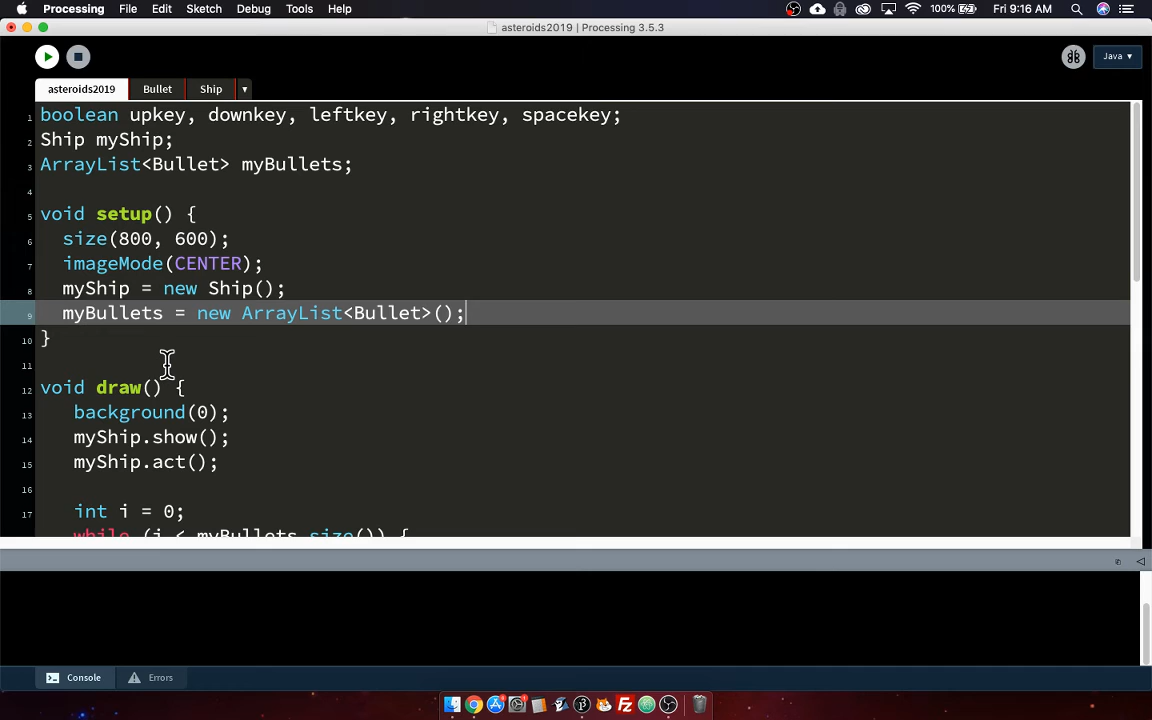 Processing File Edit Sketch Debug Tools Help 100% Fri 9:16 AM
asteroids2019 | Processing 3.5.3
Java ▾
asteroids2019 Bullet Ship ▾
1 boolean upkey, downkey, leftkey, rightkey, spacekey;
2 Ship myShip;
3 ArrayList<Bullet> myBullets;
4
5 void setup() {
6 size(800, 600);
7 imageMode(CENTER);
8 myShip = new Ship();
9 myBullets = new ArrayList<Bullet>();
10 }
11
12 void draw() {
13 background(0);
14 myShip.show();
15 myShip.act();
16
17 int i = 0;
while (i < myBullets.size()) {
Console Errors